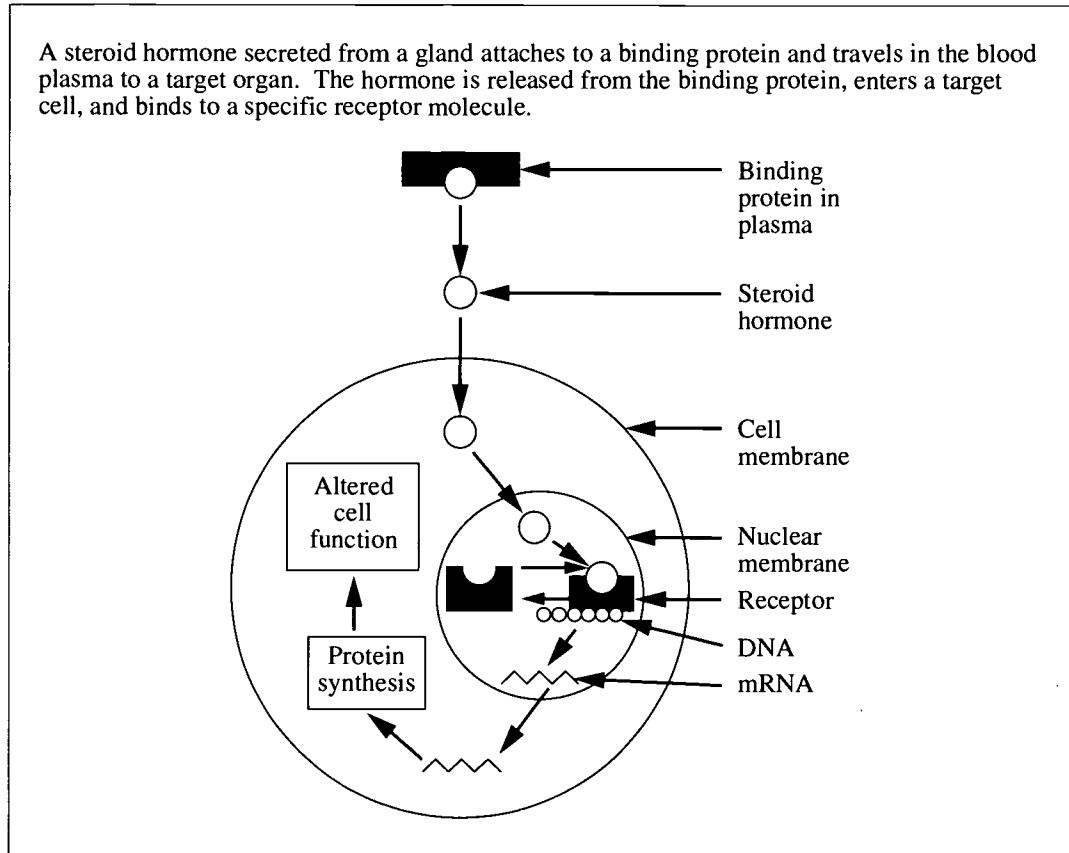 A steroid hormone secreted from a gland attaches to a binding protein and travels in the blood
plasma to a target organ. The hormone is released from the binding protein, enters a target
cell, and binds to a specific receptor molecule.
Binding
protein in
plasma
Steroid
hormone
Cell
membrane
Altered
cell
function
Nuclear
membrane
Receptor
DNA
Protein
synthesis
mRNA